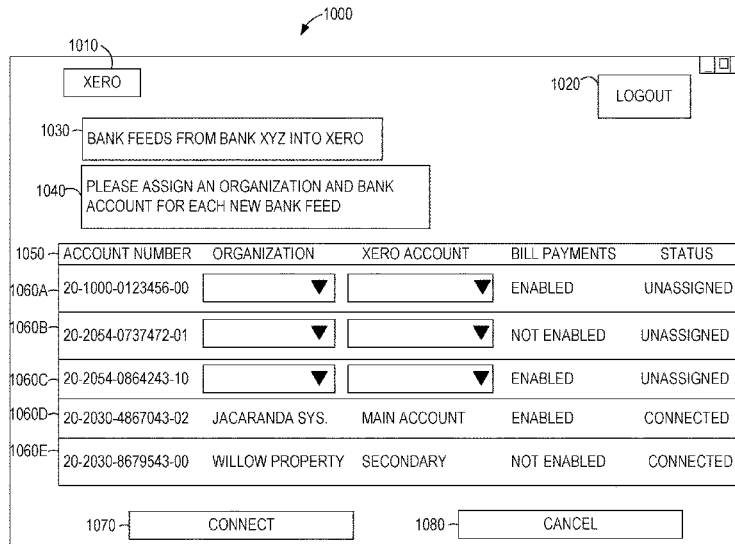 1000
1010
XERO
1020
LOGOUT
1030
BANK FEEDS FROM BANK XYZ INTO XERO
1040
PLEASE ASSIGN AN ORGANIZATION AND BANK
ACCOUNT FOR EACH NEW BANK FEED
1050 ACCOUNT NUMBER ORGANIZATION XERO ACCOUNT BILL PAYMENTS STATUS
1060A 20-1000-0123456-00 ENABLED UNASSIGNED
1060B 20-2054-0737472-01 NOT ENABLED UNASSIGNED
1060C 20-2054-0864243-10 ENABLED UNASSIGNED
1060D 20-2030-4867043-02 JACARANDA SYS. MAIN ACCOUNT ENABLED CONNECTED
1060E 20-2030-8679543-00 WILLOW PROPERTY SECONDARY NOT ENABLED CONNECTED
1070 CONNECT 1080 CANCEL